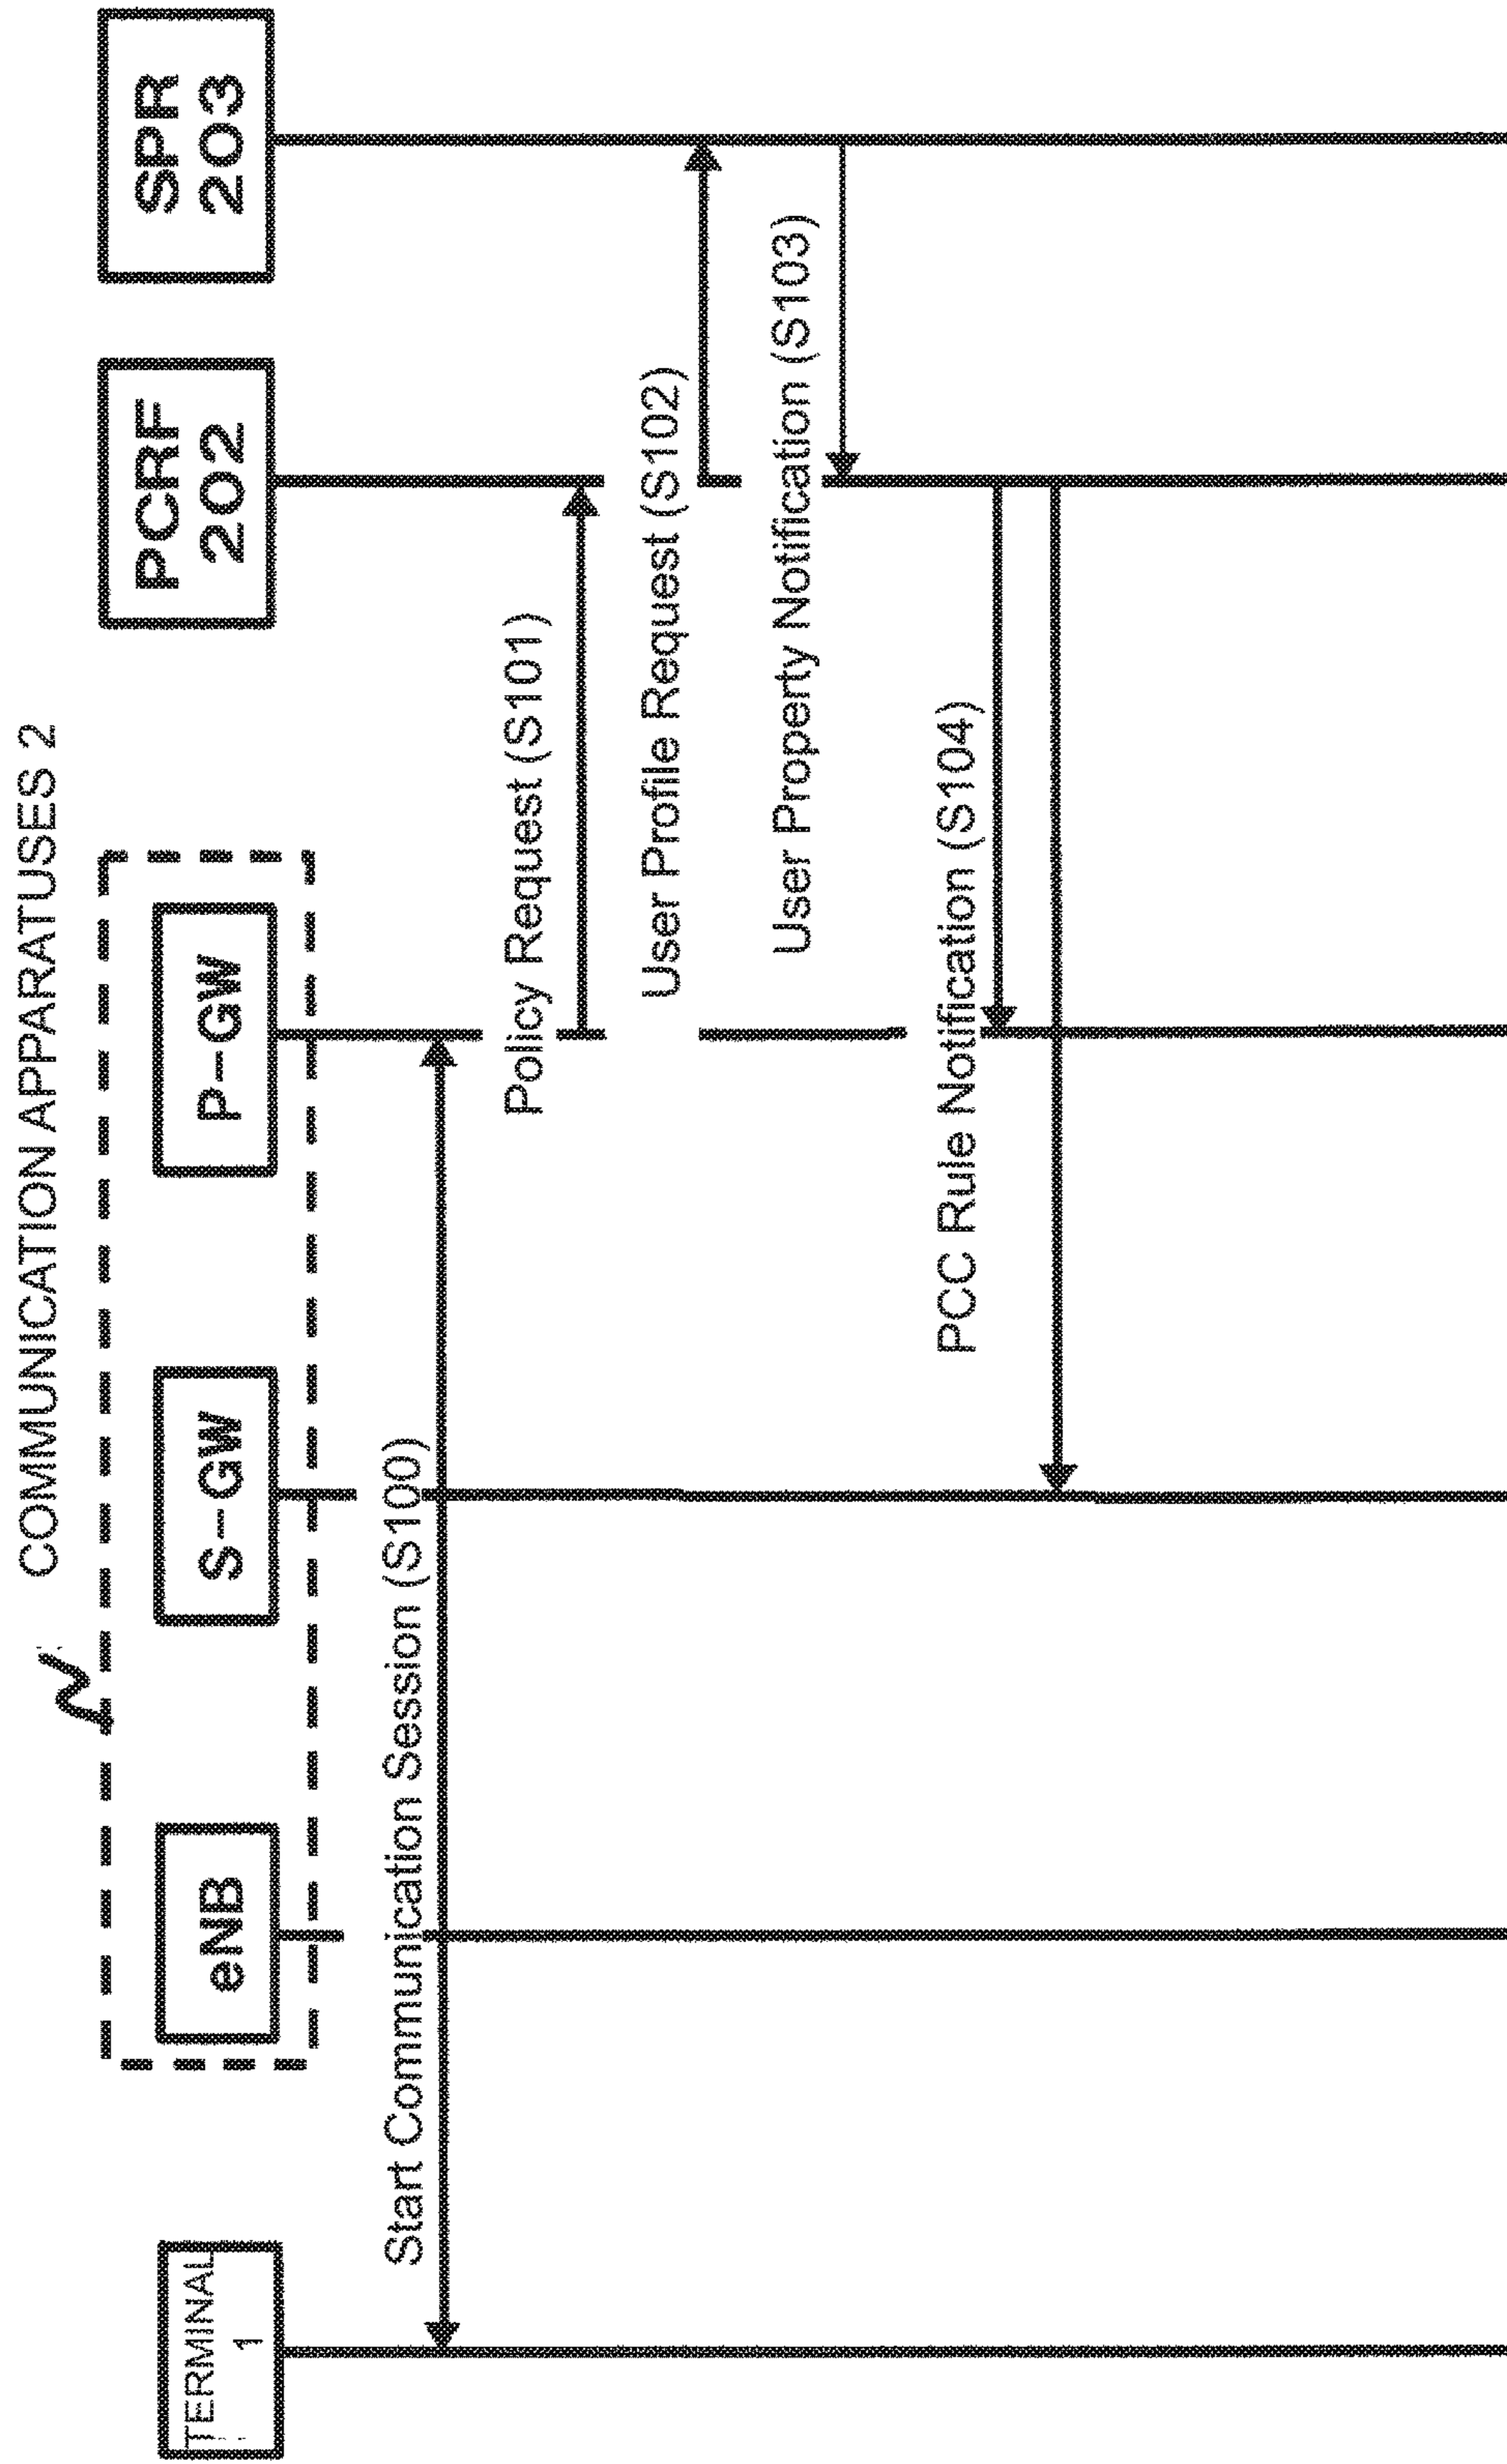 COMMUNICATION APPARATUSES 2
TERMINAL
1
eNB
S-GW
P-GW
PCRF
202
SPR
203
Start Communication Session (S100)
Policy Request (S101)
User Profile Request (S102)
User Property Notification (S103)
PCC Rule Notification (S104)